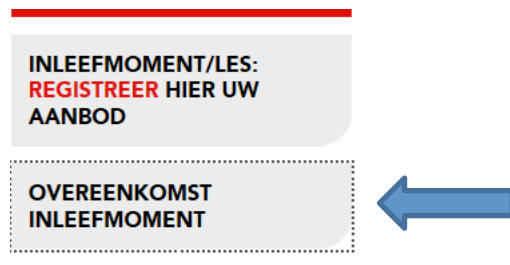 INLEEFMOMENT/LES:
REGISTREER HIER UW
AANBOD
OVEREENKOMST
INLEEFMOMENT